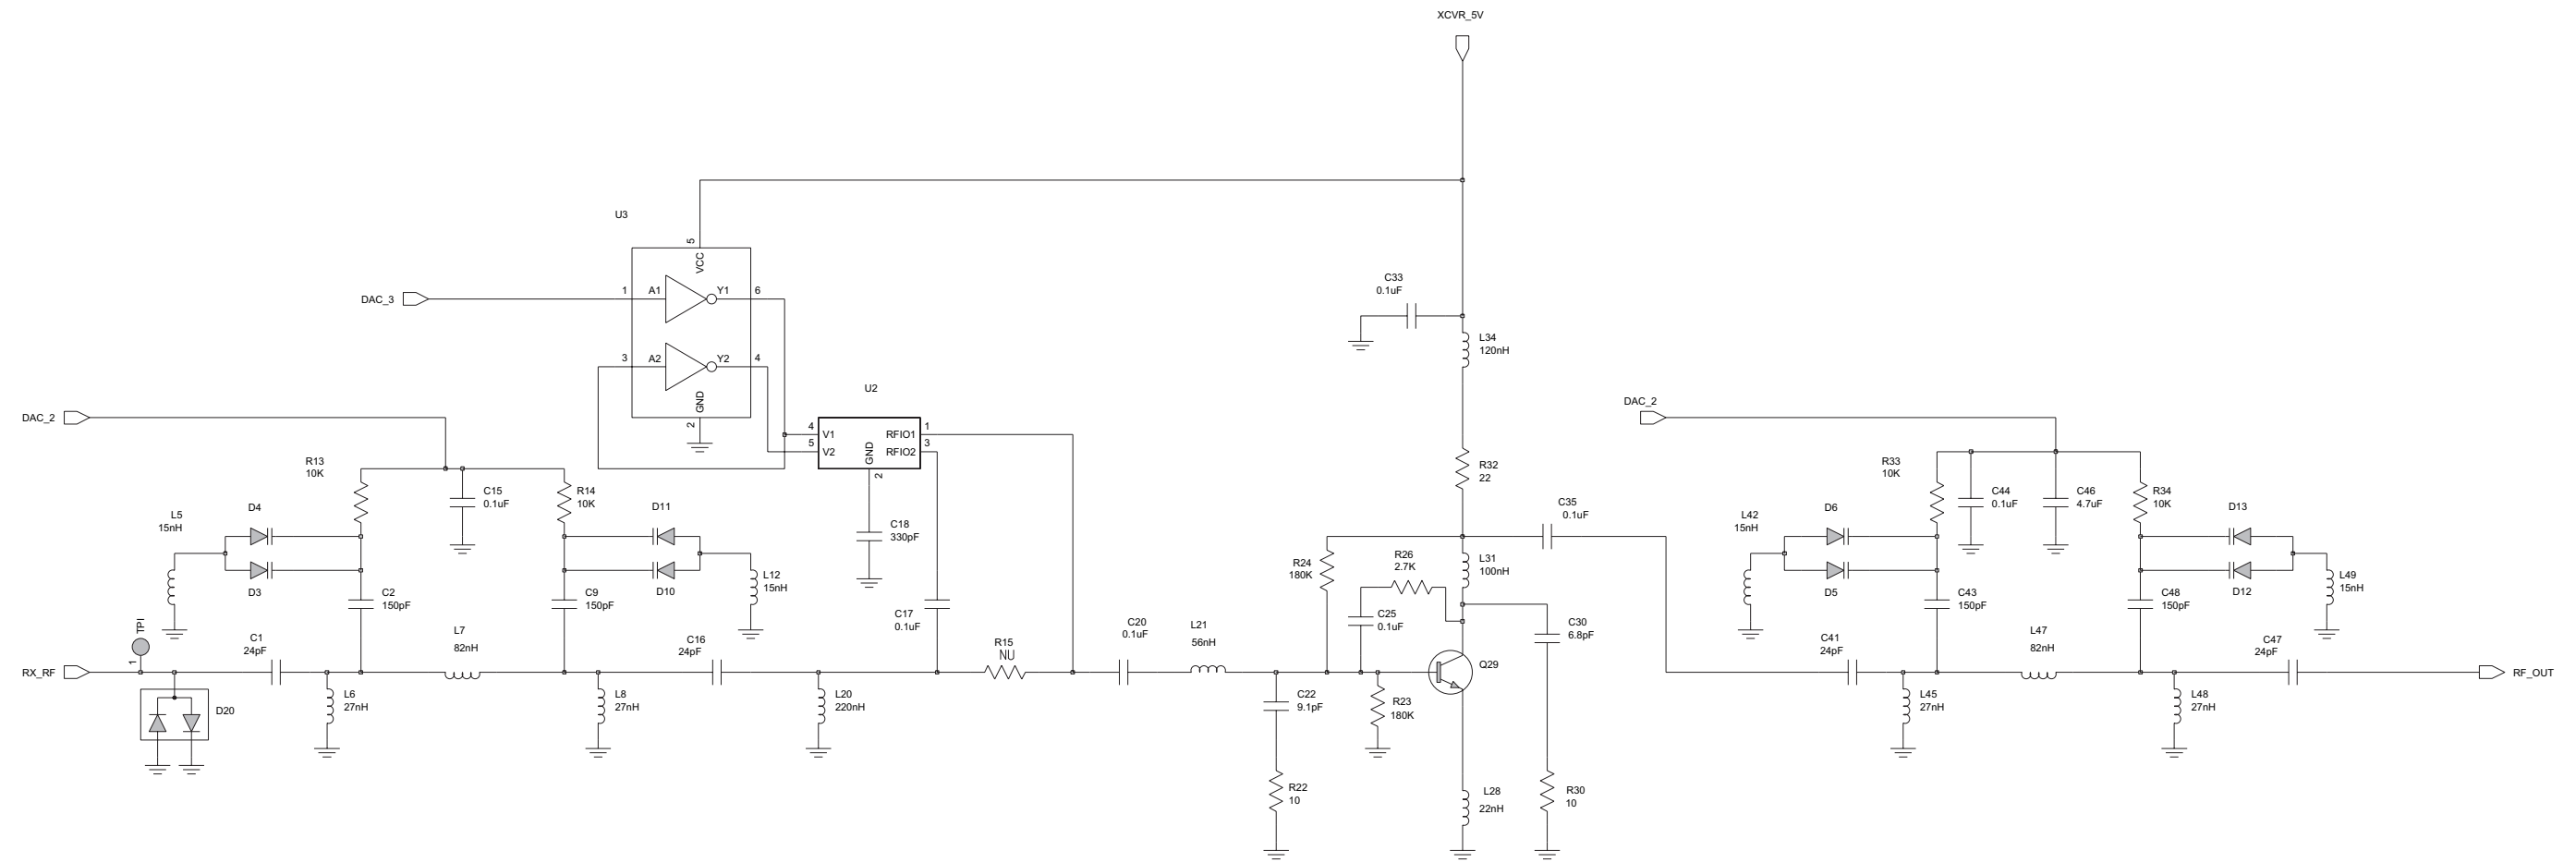 XCVR_5V
U3
5
VCC
DAC_3
1 A1 Y1 6
3 A2 Y2 4
GND
2
C33
0.1uF
L34
120nH
U2
DAC_2
4 V1 RFIO1 1
5 V2 RFIO2 3
GND
2
DAC_2
R13
10K
C15
0.1uF
R14
10K
R32
22
R33
10K
C44
0.1uF
C46
4.7uF
R34
10K
L5
15nH
D4
D3
D11
D10
L12
15nH
C18
330pF
C35
0.1uF
L42
15nH
D6
D5
D13
D12
L49
15nH
R24
180K
R26
2.7K
L31
100nH
C2
150pF
C9
150pF
C17
0.1uF
C25
0.1uF
C30
6.8pF
C43
150pF
C48
150pF
TPI
1
RX_RF
C1
24pF
L7
82nH
C16
24pF
R15
NU
C20
0.1uF
L21
56nH
Q29
C41
24pF
L47
82nH
C47
24pF
RF_OUT
D20
L6
27nH
L8
27nH
L20
220nH
C22
9.1pF
R23
180K
L45
27nH
L48
27nH
R22
10
L28
22nH
R30
10